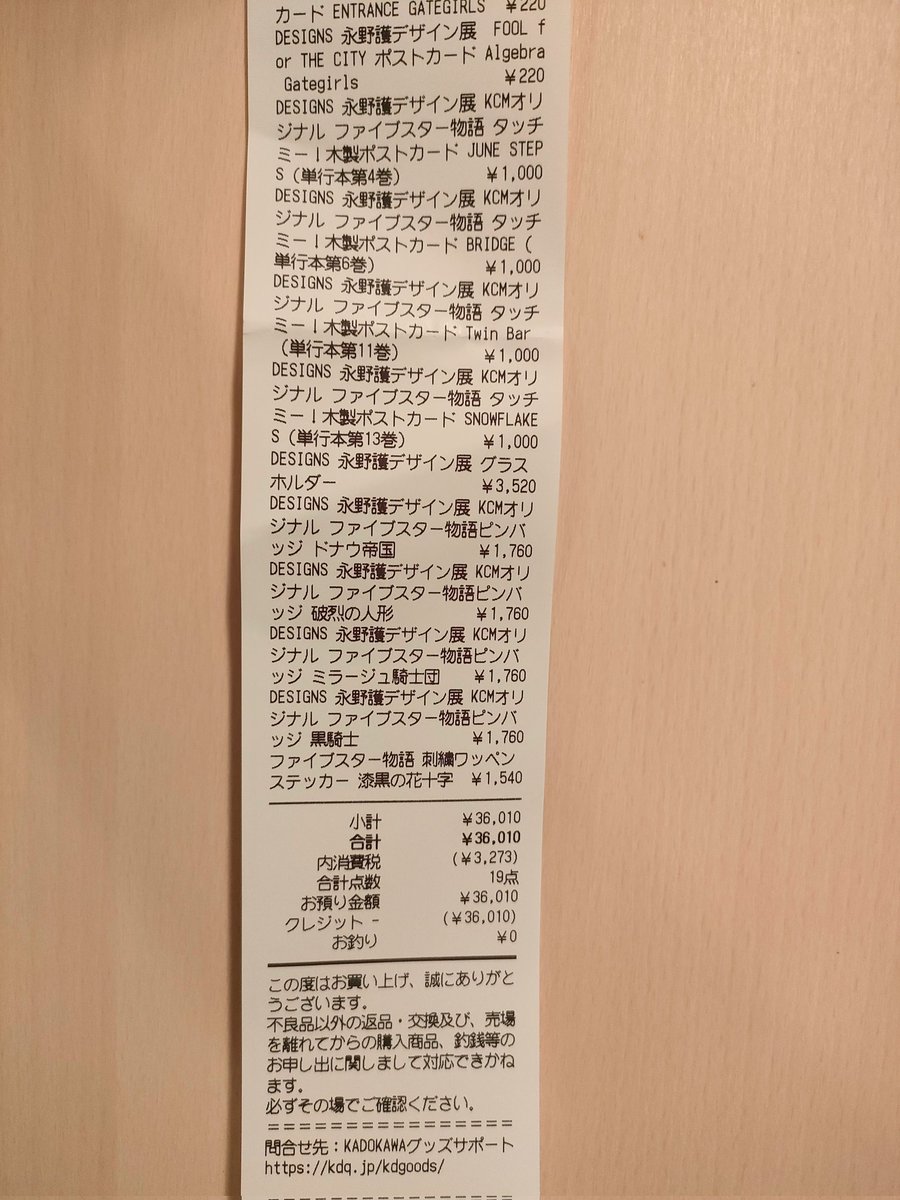 カード ENTRANCE GATEGIRLS ¥220
DESIGNS 永野護デザイン展 FOOL f
or THE CITY ポストカード Algebra
Gategirls ¥220
DESIGNS 永野護デザイン展 KCMオリ
ジナル ファイブスター物語 タッチ
ミー！木製ポストカード JUNE STEP
S（単行本第4巻） ¥1,000
DESIGNS 永野護デザイン展 KCMオリ
ジナル ファイブスター物語 タッチ
ミー！木製ポストカード BRIDGE（
単行本第6巻） ¥1,000
DESIGNS 永野護デザイン展 KCMオリ
ジナル ファイブスター物語 タッチ
ミー！木製ポストカード Twin Bar
（単行本第11巻） ¥1,000
DESIGNS 永野護デザイン展 KCMオリ
ジナル ファイブスター物語 タッチ
ミー！木製ポストカード SNOWFLAKE
S（単行本第13巻） ¥1,000
DESIGNS 永野護デザイン展 グラス
ホルダー ¥3,520
DESIGNS 永野護デザイン展 KCMオリ
ジナル ファイブスター物語ピンバ
ッジ ドナウ帝国 ¥1,760
DESIGNS 永野護デザイン展 KCMオリ
ジナル ファイブスター物語ピンバ
ッジ 破烈の人形 ¥1,760
DESIGNS 永野護デザイン展 KCMオリ
ジナル ファイブスター物語ピンバ
ッジ ミラージュ騎士団 ¥1,760
DESIGNS 永野護デザイン展 KCMオリ
ジナル ファイブスター物語ピンバ
ッジ 黒騎士 ¥1,760
ファイブスター物語 刺繍ワッペン
ステッカー 漆黒の花十字 ¥1,540
小計 ¥36,010
合計 ¥36,010
内消費税 (¥3,273)
合計点数 19点
お預り金額 ¥36,010
クレジット - (¥36,010)
お釣り ¥0
この度はお買い上げ、誠にありがと
うございます。
不良品以外の返品・交換及び、売場
を離れてからの購入商品、釣銭等の
お申し出に関しまして対応できかね
ます。
必ずその場でご確認ください。
================
問合せ先：KADOKAWAグッズサポート
https://kdq.jp/kdgoods/